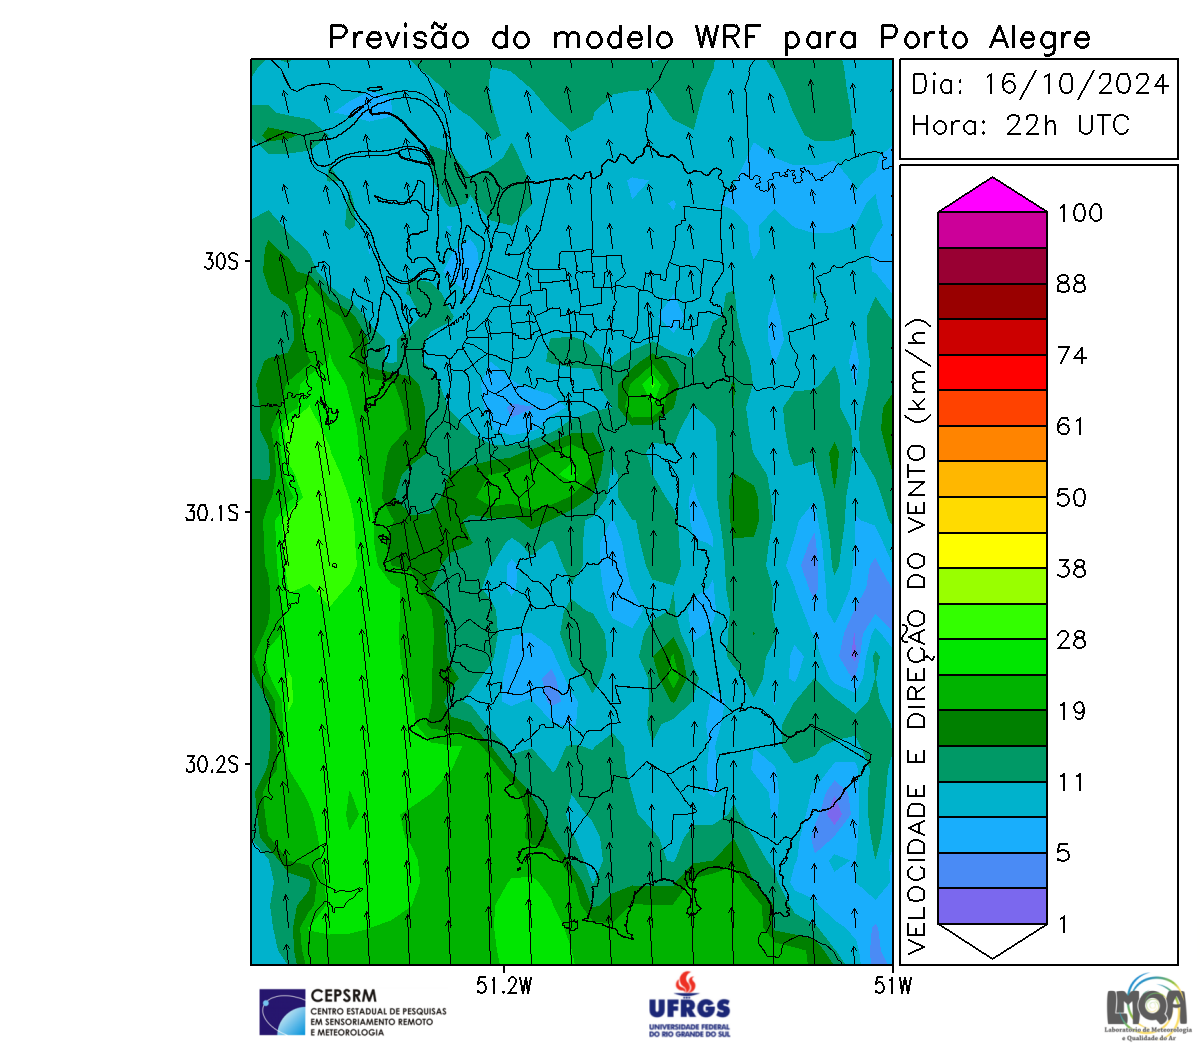 Previsão do modelo WRF para Porto Alegre
Dia: 16/10/2024
Hora: 22h UTC
VELOCIDADE E DIREÇÃO DO VENTO (km/h)
100
88
74
61
50
38
28
19
11
5
1
30S
30.1S
30.2S
51.2W
51W
CEPSRM
CENTRO ESTADUAL DE PESQUISAS
EM SENSORIAMENTO REMOTO
E METEOROLOGIA
UFRGS
UNIVERSIDADE FEDERAL
DO RIO GRANDE DO SUL
LMQA
Laboratório de Meteorologia
e Qualidade do Ar